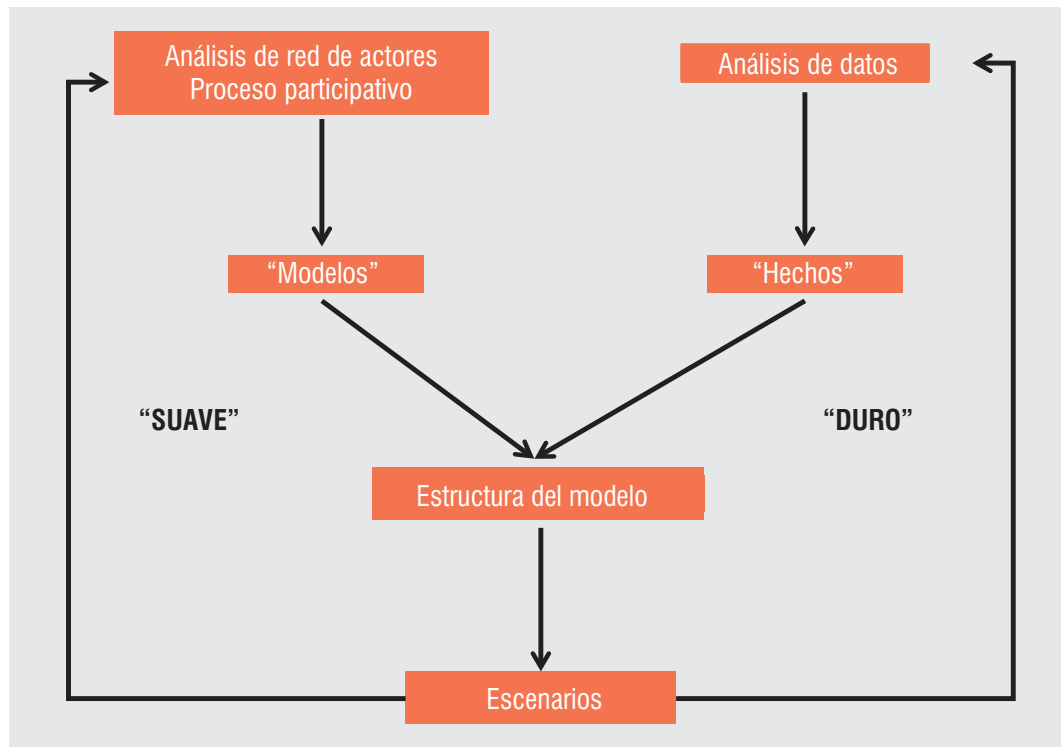 Análisis de red de actores
Proceso participativo
Análisis de datos
“Modelos”
“Hechos”
“SUAVE”
“DURO”
Estructura del modelo
Escenarios